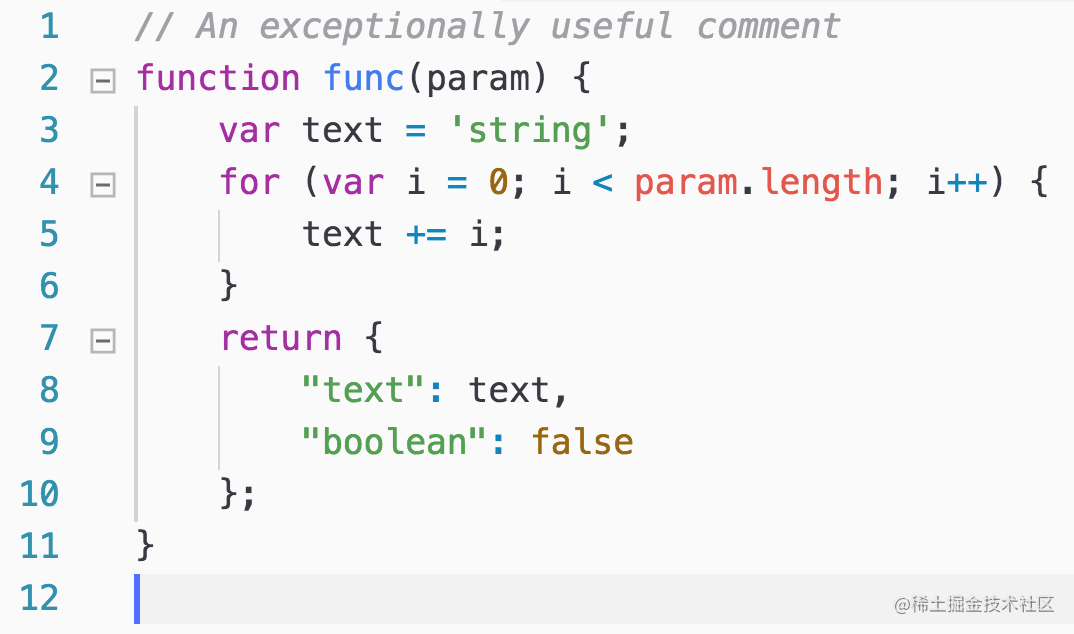 1 // An exceptionally useful comment
2 function func(param) {
3     var text = 'string';
4     for (var i = 0; i < param.length; i++) {
5         text += i;
6     }
7     return {
8         "text": text,
9         "boolean": false
10     };
11 }
12
@稀土掘金技术社区